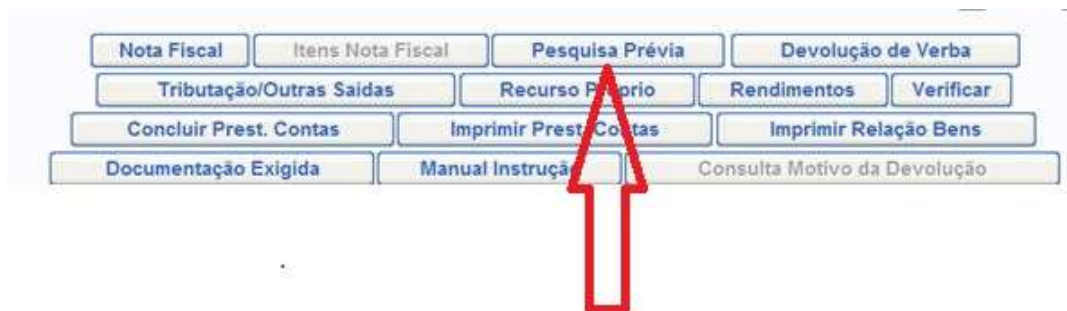 Nota Fiscal Itens Nota Fiscal Pesquisa Prévia Devolução de Verba
Tributação/Outras Saidas Recurso Próprio Rendimentos Verificar
Concluir Prest. Contas Imprimir Prest. Contas Imprimir Relação Bens
Documentação Exigida Manual Instrução Consulta Motivo da Devolução